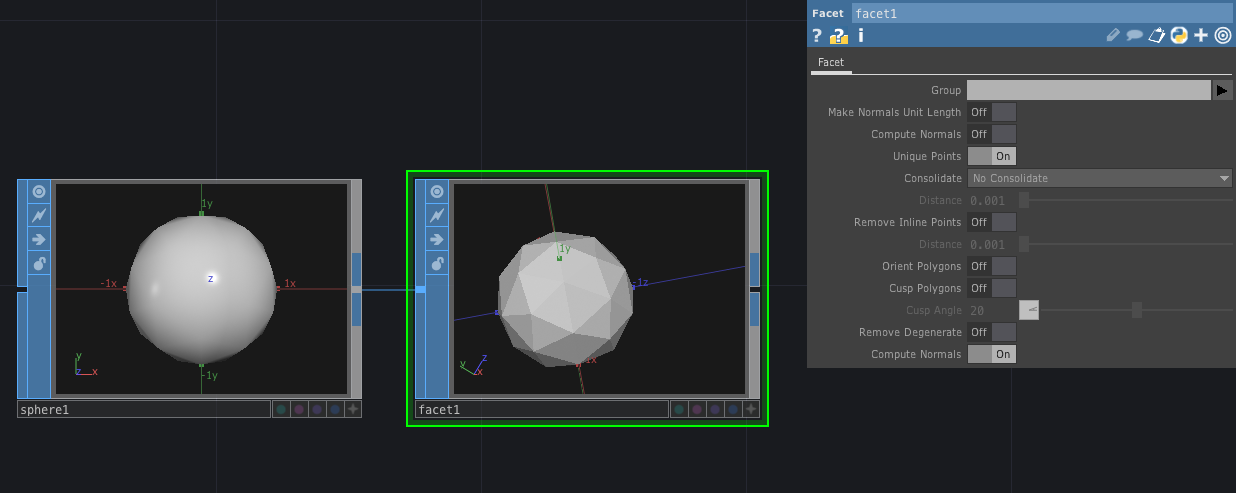 Facet facet1
? ? i
Facet
Group
Make Normals Unit Length Off
Compute Normals Off
Unique Points On
Consolidate No Consolidate
Distance 0.001
Remove Inline Points Off
Distance 0.001
Orient Polygons Off
Cusp Polygons Off
Cusp Angle 20
Remove Degenerate Off
Compute Normals On
1y
-1x z 1x
-1y
y
z x
sphere1
1y
-1z
-1x
y z
x
facet1